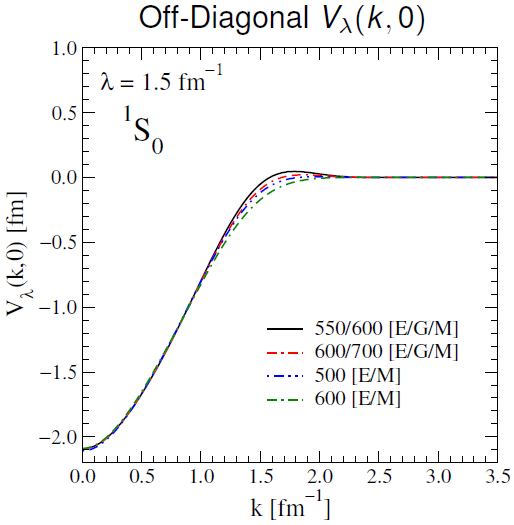 Off-Diagonal V_λ(k,0)
1.0
λ = 1.5 fm⁻¹
¹S₀
0.5
0.0
−0.5
−1.0
−1.5
−2.0
V_λ(k,0) [fm]
550/600 [E/G/M]
600/700 [E/G/M]
500 [E/M]
600 [E/M]
0.0 0.5 1.0 1.5 2.0 2.5 3.0 3.5
k [fm⁻¹]